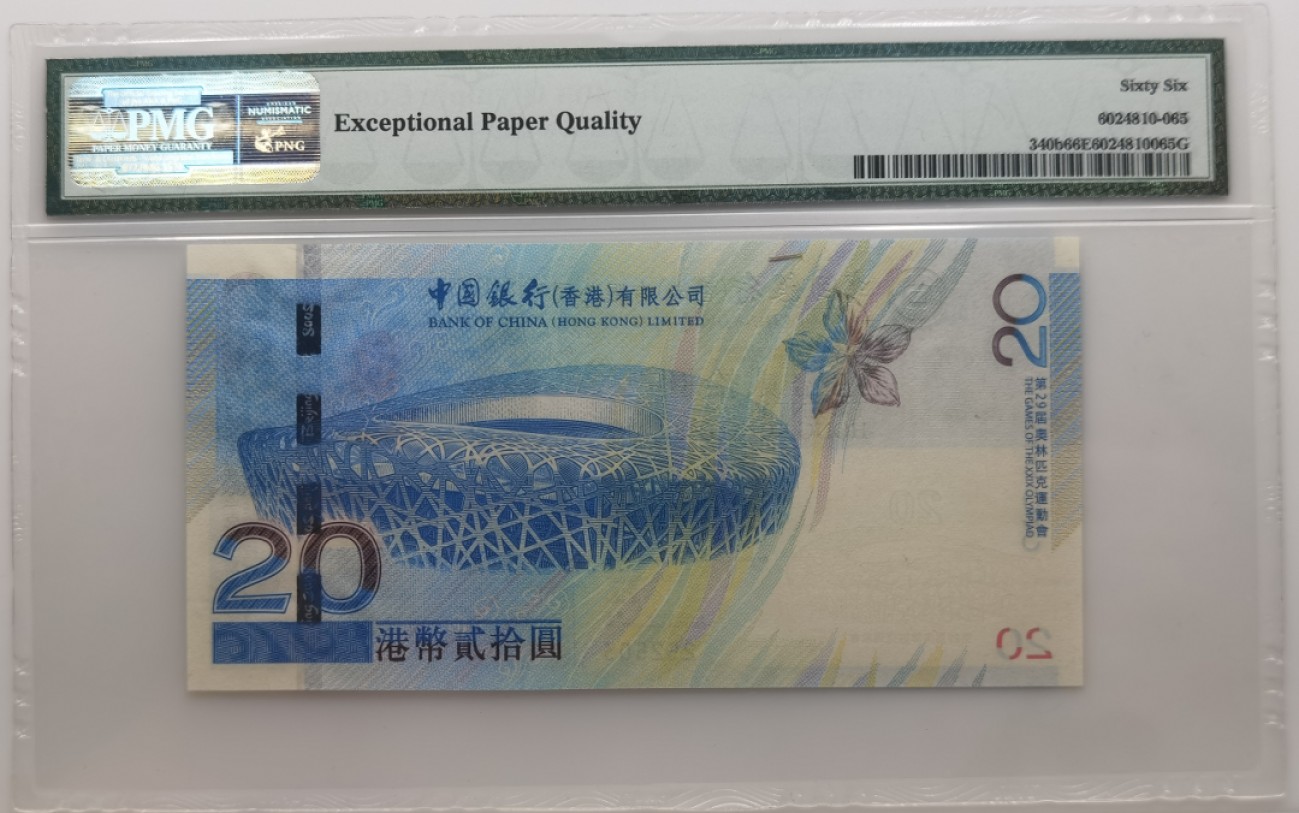 PMG
PAPER MONEY GUARANTY
NUMISMATIC
PNG
Exceptional Paper Quality
Sixty Six
6024810-065
340b66E6024810065G
中国銀行(香港)有限公司
BANK OF CHINA (HONG KONG) LIMITED
20
第29屆奧林匹克運動會
THE GAMES OF THE XXIX OLYMPIAD
20
港幣貳拾圓
20